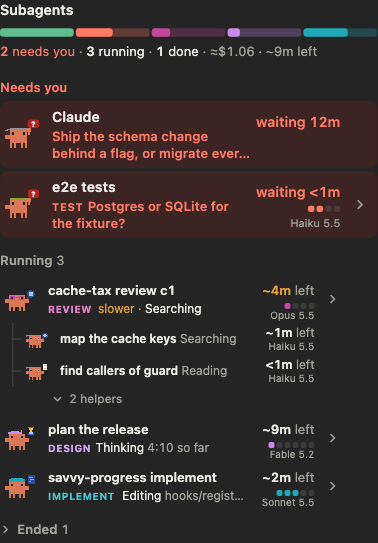 Subagents
2 needs you · 3 running · 1 done · ≈$1.06 · ~9m left
Needs you
Claude
waiting 12m
Ship the schema change
behind a flag, or migrate ever...
e2e tests
waiting <1m
TEST Postgres or SQLite for
the fixture?
Haiku 5.5
Running 3
cache-tax review c1
~4m left
REVIEW slower · Searching
Opus 5.5
map the cache keys Searching
~1m left
Haiku 5.5
find callers of guard Reading
<1m left
Haiku 5.5
2 helpers
plan the release
~9m left
DESIGN Thinking 4:10 so far
Fable 5.2
savvy-progress implement
~2m left
IMPLEMENT Editing hooks/regist...
Sonnet 5.5
Ended 1